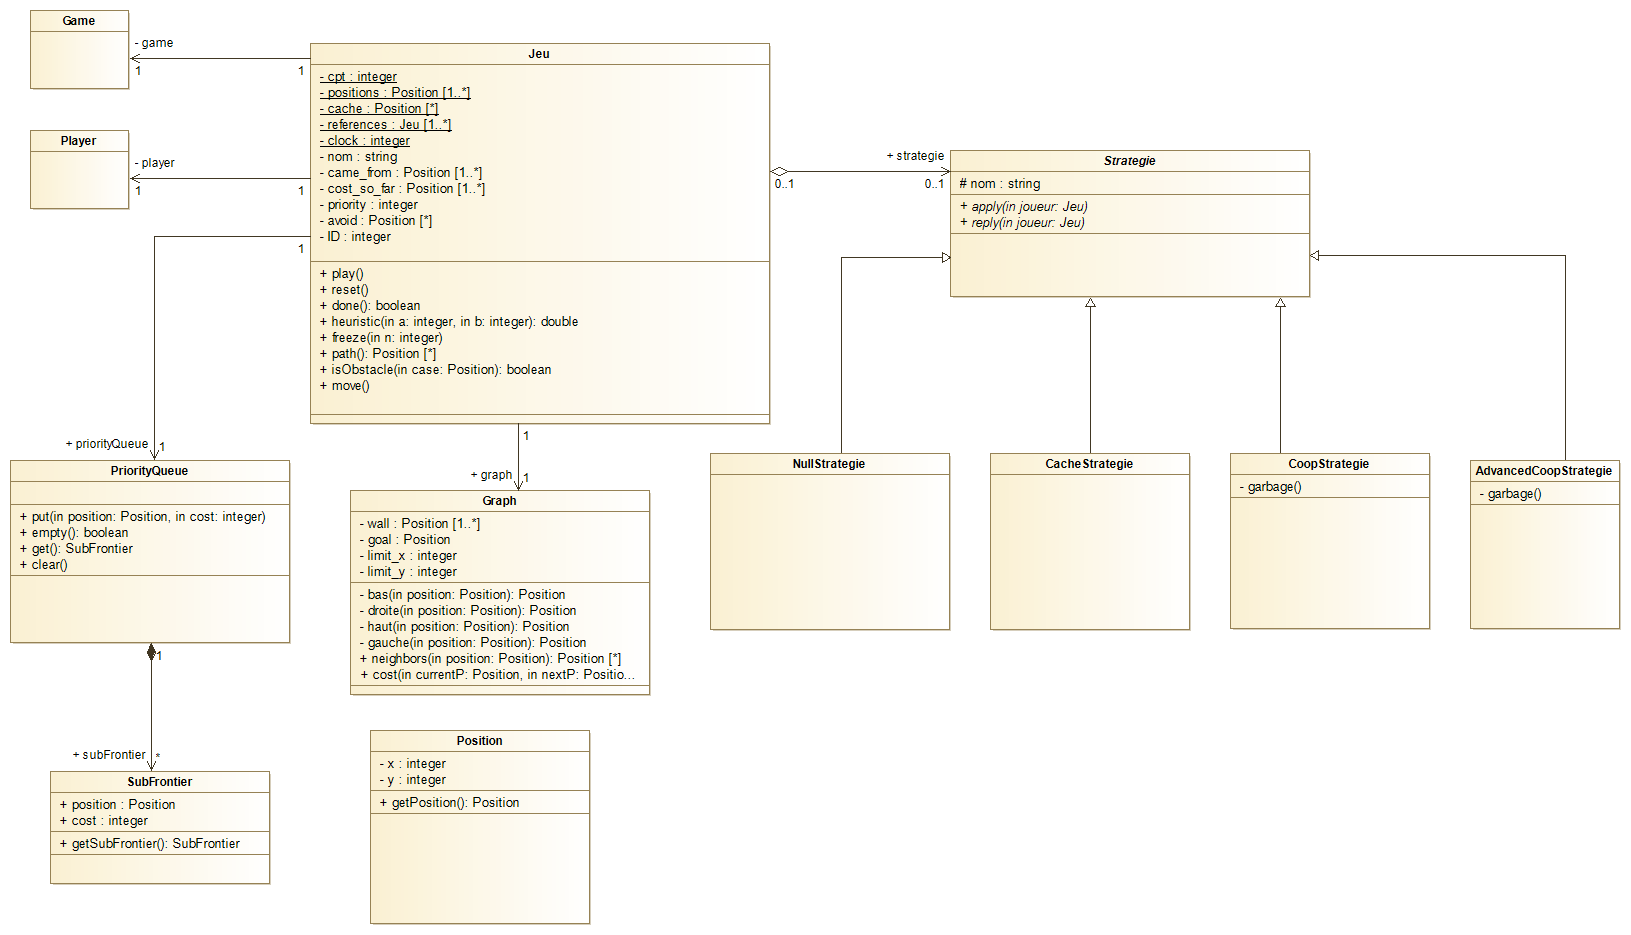 Game
- game
1
1
Player
- player
1
1
Jeu
- cpt : integer
- positions : Position [1..*]
- cache : Position [*]
- references : Jeu [1..*]
- clock : integer
- nom : string
- came_from : Position [1..*]
- cost_so_far : Position [1..*]
- priority : integer
- avoid : Position [*]
- ID : integer
+ play()
+ reset()
+ done(): boolean
+ heuristic(in a: integer, in b: integer): double
+ freeze(in n: integer)
+ path(): Position [*]
+ isObstacle(in case: Position): boolean
+ move()
0..1
+ strategie
0..1
Strategie
# nom : string
+ apply(in joueur: Jeu)
+ reply(in joueur: Jeu)
1
+ priorityQueue
1
PriorityQueue
+ put(in position: Position, in cost: integer)
+ empty(): boolean
+ get(): SubFrontier
+ clear()
1
+ graph
1
Graph
- wall : Position [1..*]
- goal : Position
- limit_x : integer
- limit_y : integer
- bas(in position: Position): Position
- droite(in position: Position): Position
- haut(in position: Position): Position
- gauche(in position: Position): Position
+ neighbors(in position: Position): Position [*]
+ cost(in currentP: Position, in nextP: Positio...
NullStrategie
CacheStrategie
CoopStrategie
- garbage()
AdvancedCoopStrategie
- garbage()
1
+ subFrontier
*
SubFrontier
+ position : Position
+ cost : integer
+ getSubFrontier(): SubFrontier
Position
- x : integer
- y : integer
+ getPosition(): Position